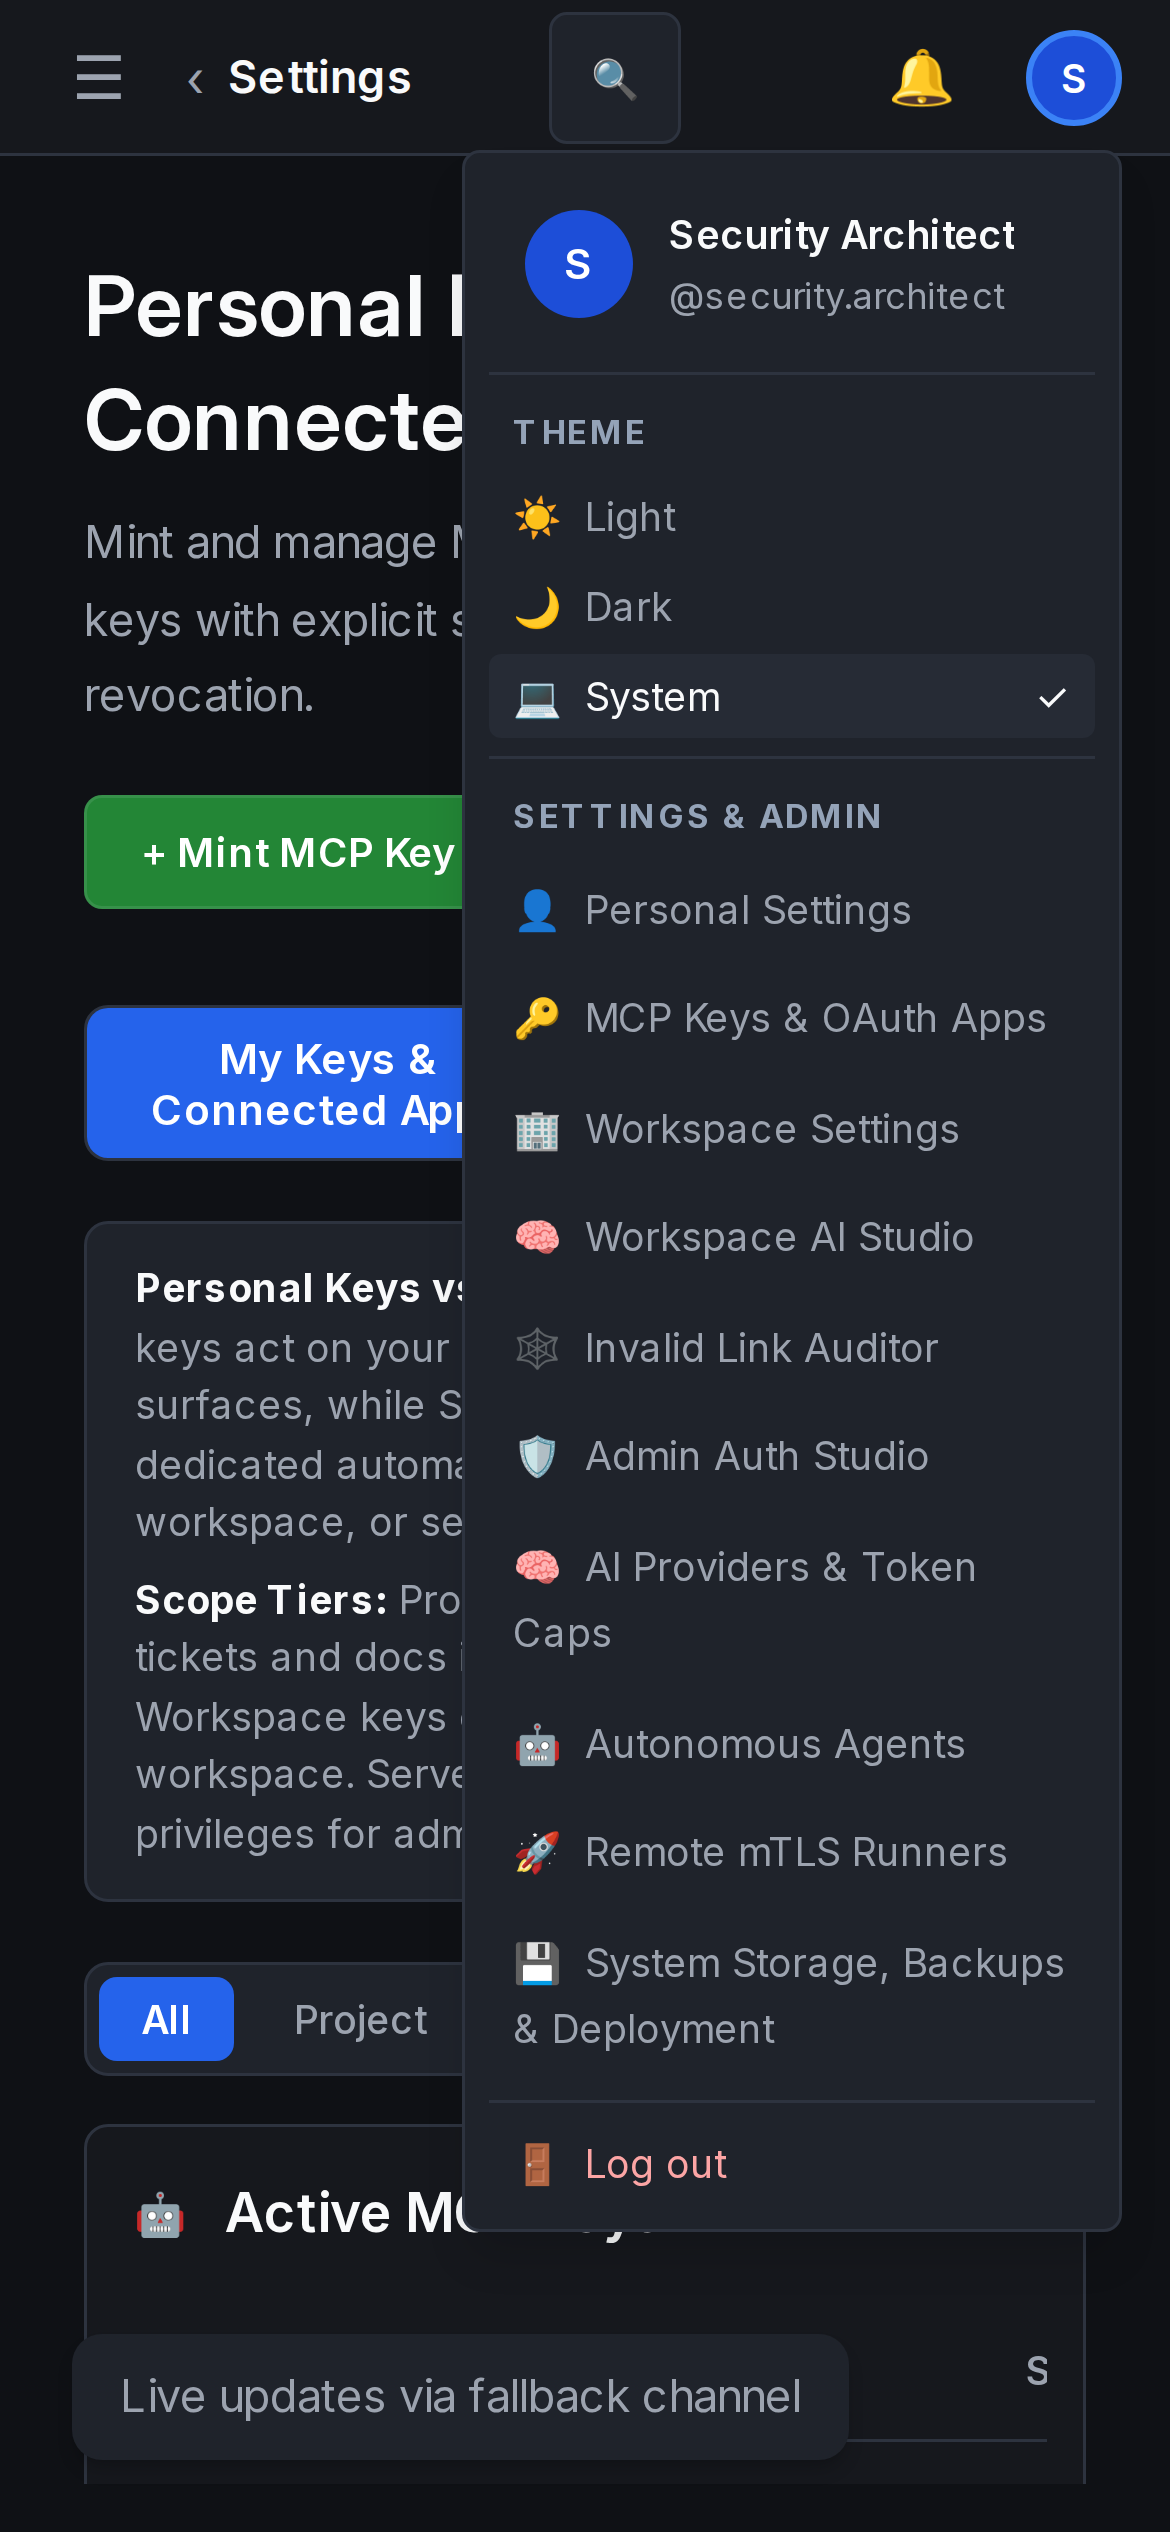 Settings
S
S
Security Architect
@security.architect
THEME
Light
Dark
System
SETTINGS & ADMIN
Personal Settings
MCP Keys & OAuth Apps
Workspace Settings
Workspace AI Studio
Invalid Link Auditor
Admin Auth Studio
AI Providers & Token
Caps
Autonomous Agents
Remote mTLS Runners
System Storage, Backups
& Deployment
Log out
Personal
Connecte
Mint and manage
keys with explicit
revocation.
+ Mint MCP Key
My Keys &
Connected App
Personal Keys vs
keys act on your
surfaces, while S
dedicated automa
workspace, or se
Scope Tiers: Pro
tickets and docs
Workspace keys
workspace. Serve
privileges for adm
All
Project
Active
Live updates via fallback channel
S